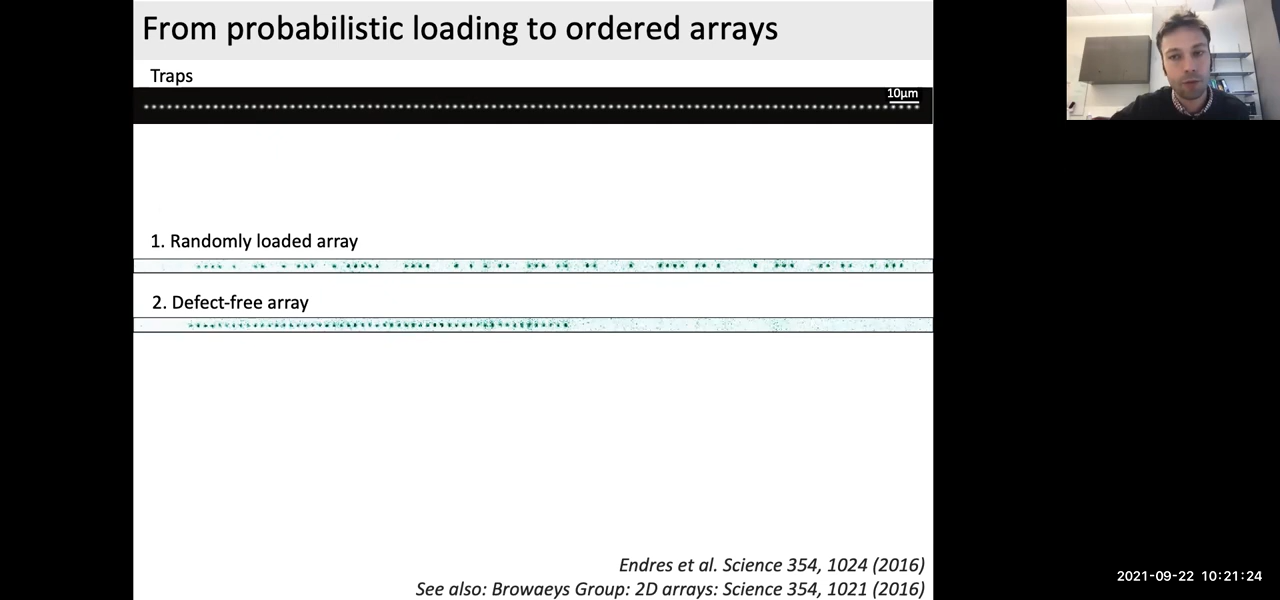 From probabilistic loading to ordered arrays
Traps
10μm
1. Randomly loaded array
2. Defect-free array
Endres et al. Science 354, 1024 (2016)
See also: Browaeys Group: 2D arrays: Science 354, 1021 (2016)
2021-09-22 10:21:24